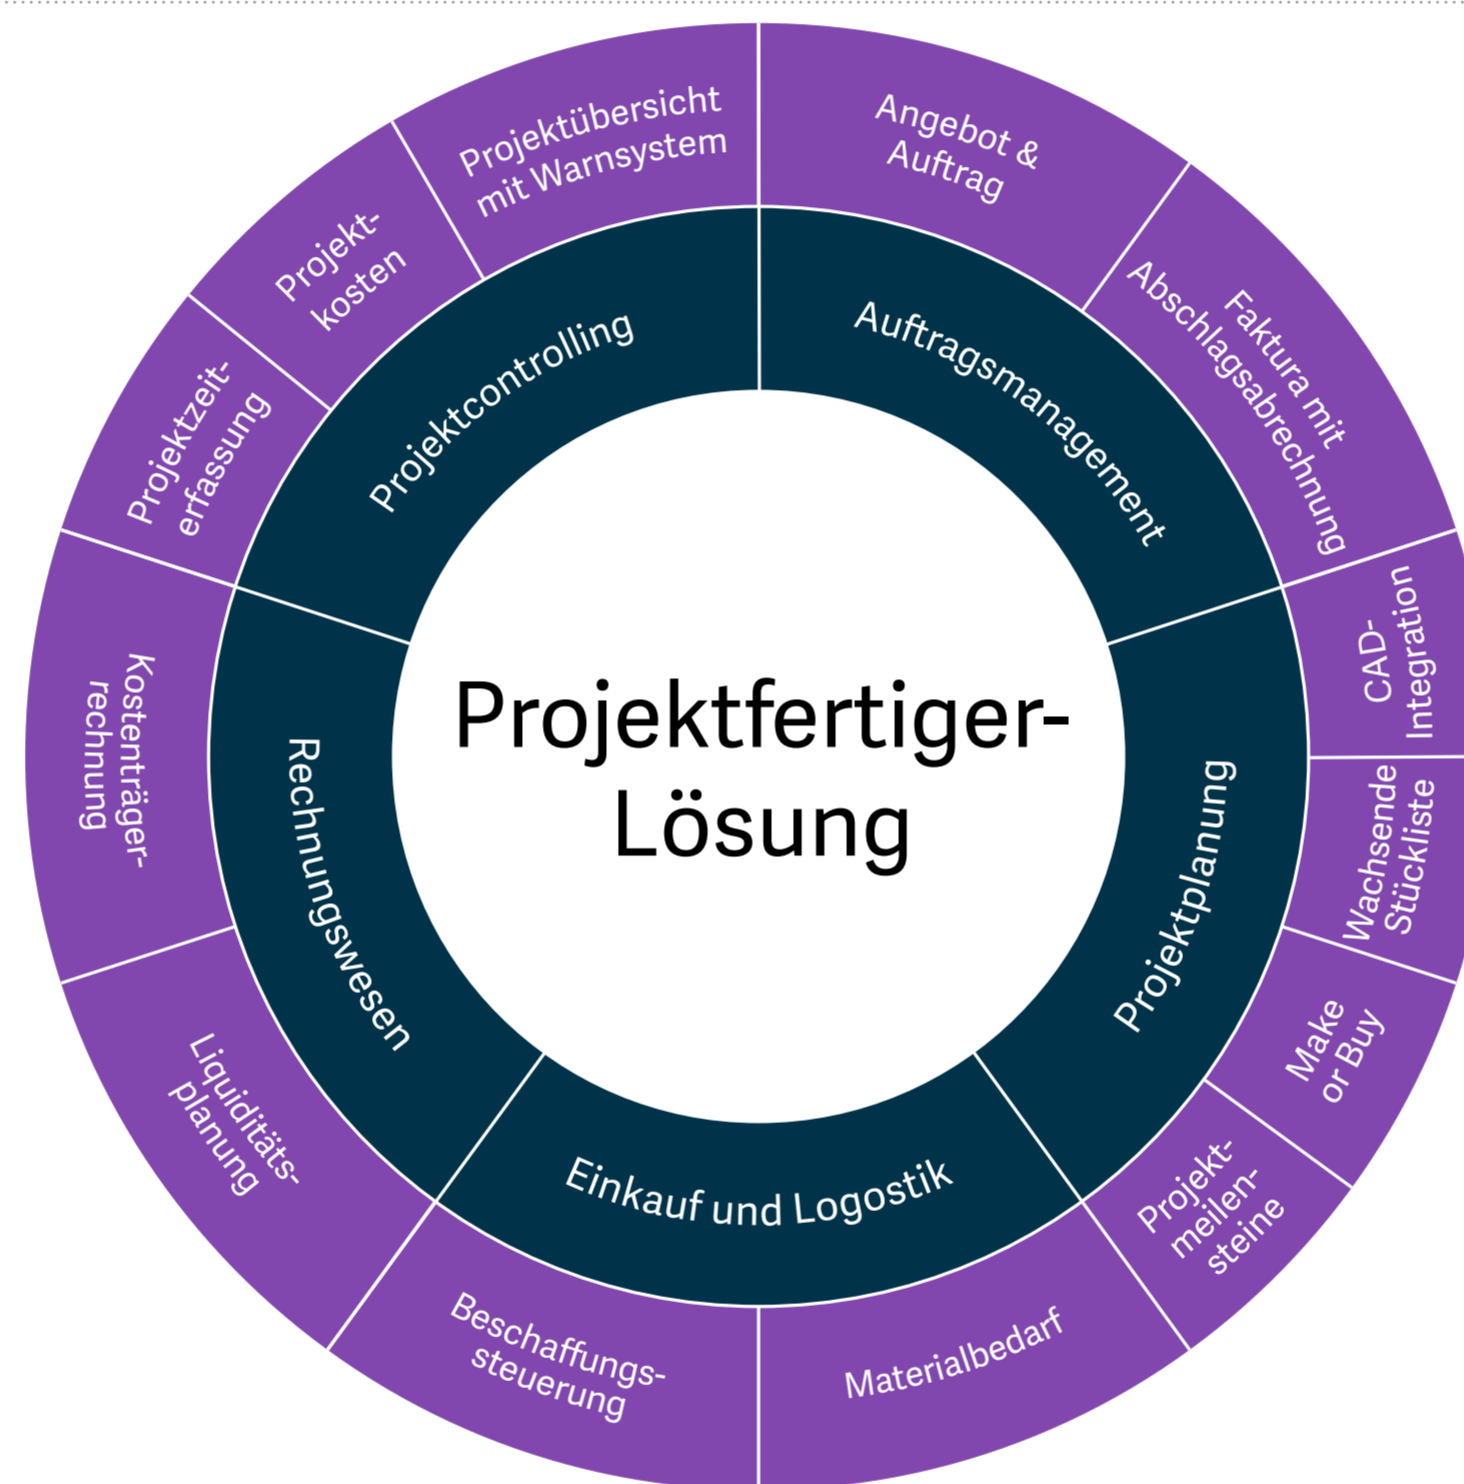 Projektfertiger-
Lösung
Auftragsmanagement
Angebot &
Auftrag
Faktura mit
Abschlagsabrechnung
Projektplanung
CAD-
Integration
Wachsende
Stückliste
Make
or Buy
Projekt-
meilen-
steine
Einkauf und Logostik
Materialbedarf
Beschaffungs-
steuerung
Rechnungswesen
Liquiditäts-
planung
Kostenträger-
rechnung
Projektcontrolling
Projektzeit-
erfassung
Projekt-
kosten
Projektübersicht
mit Warnsystem